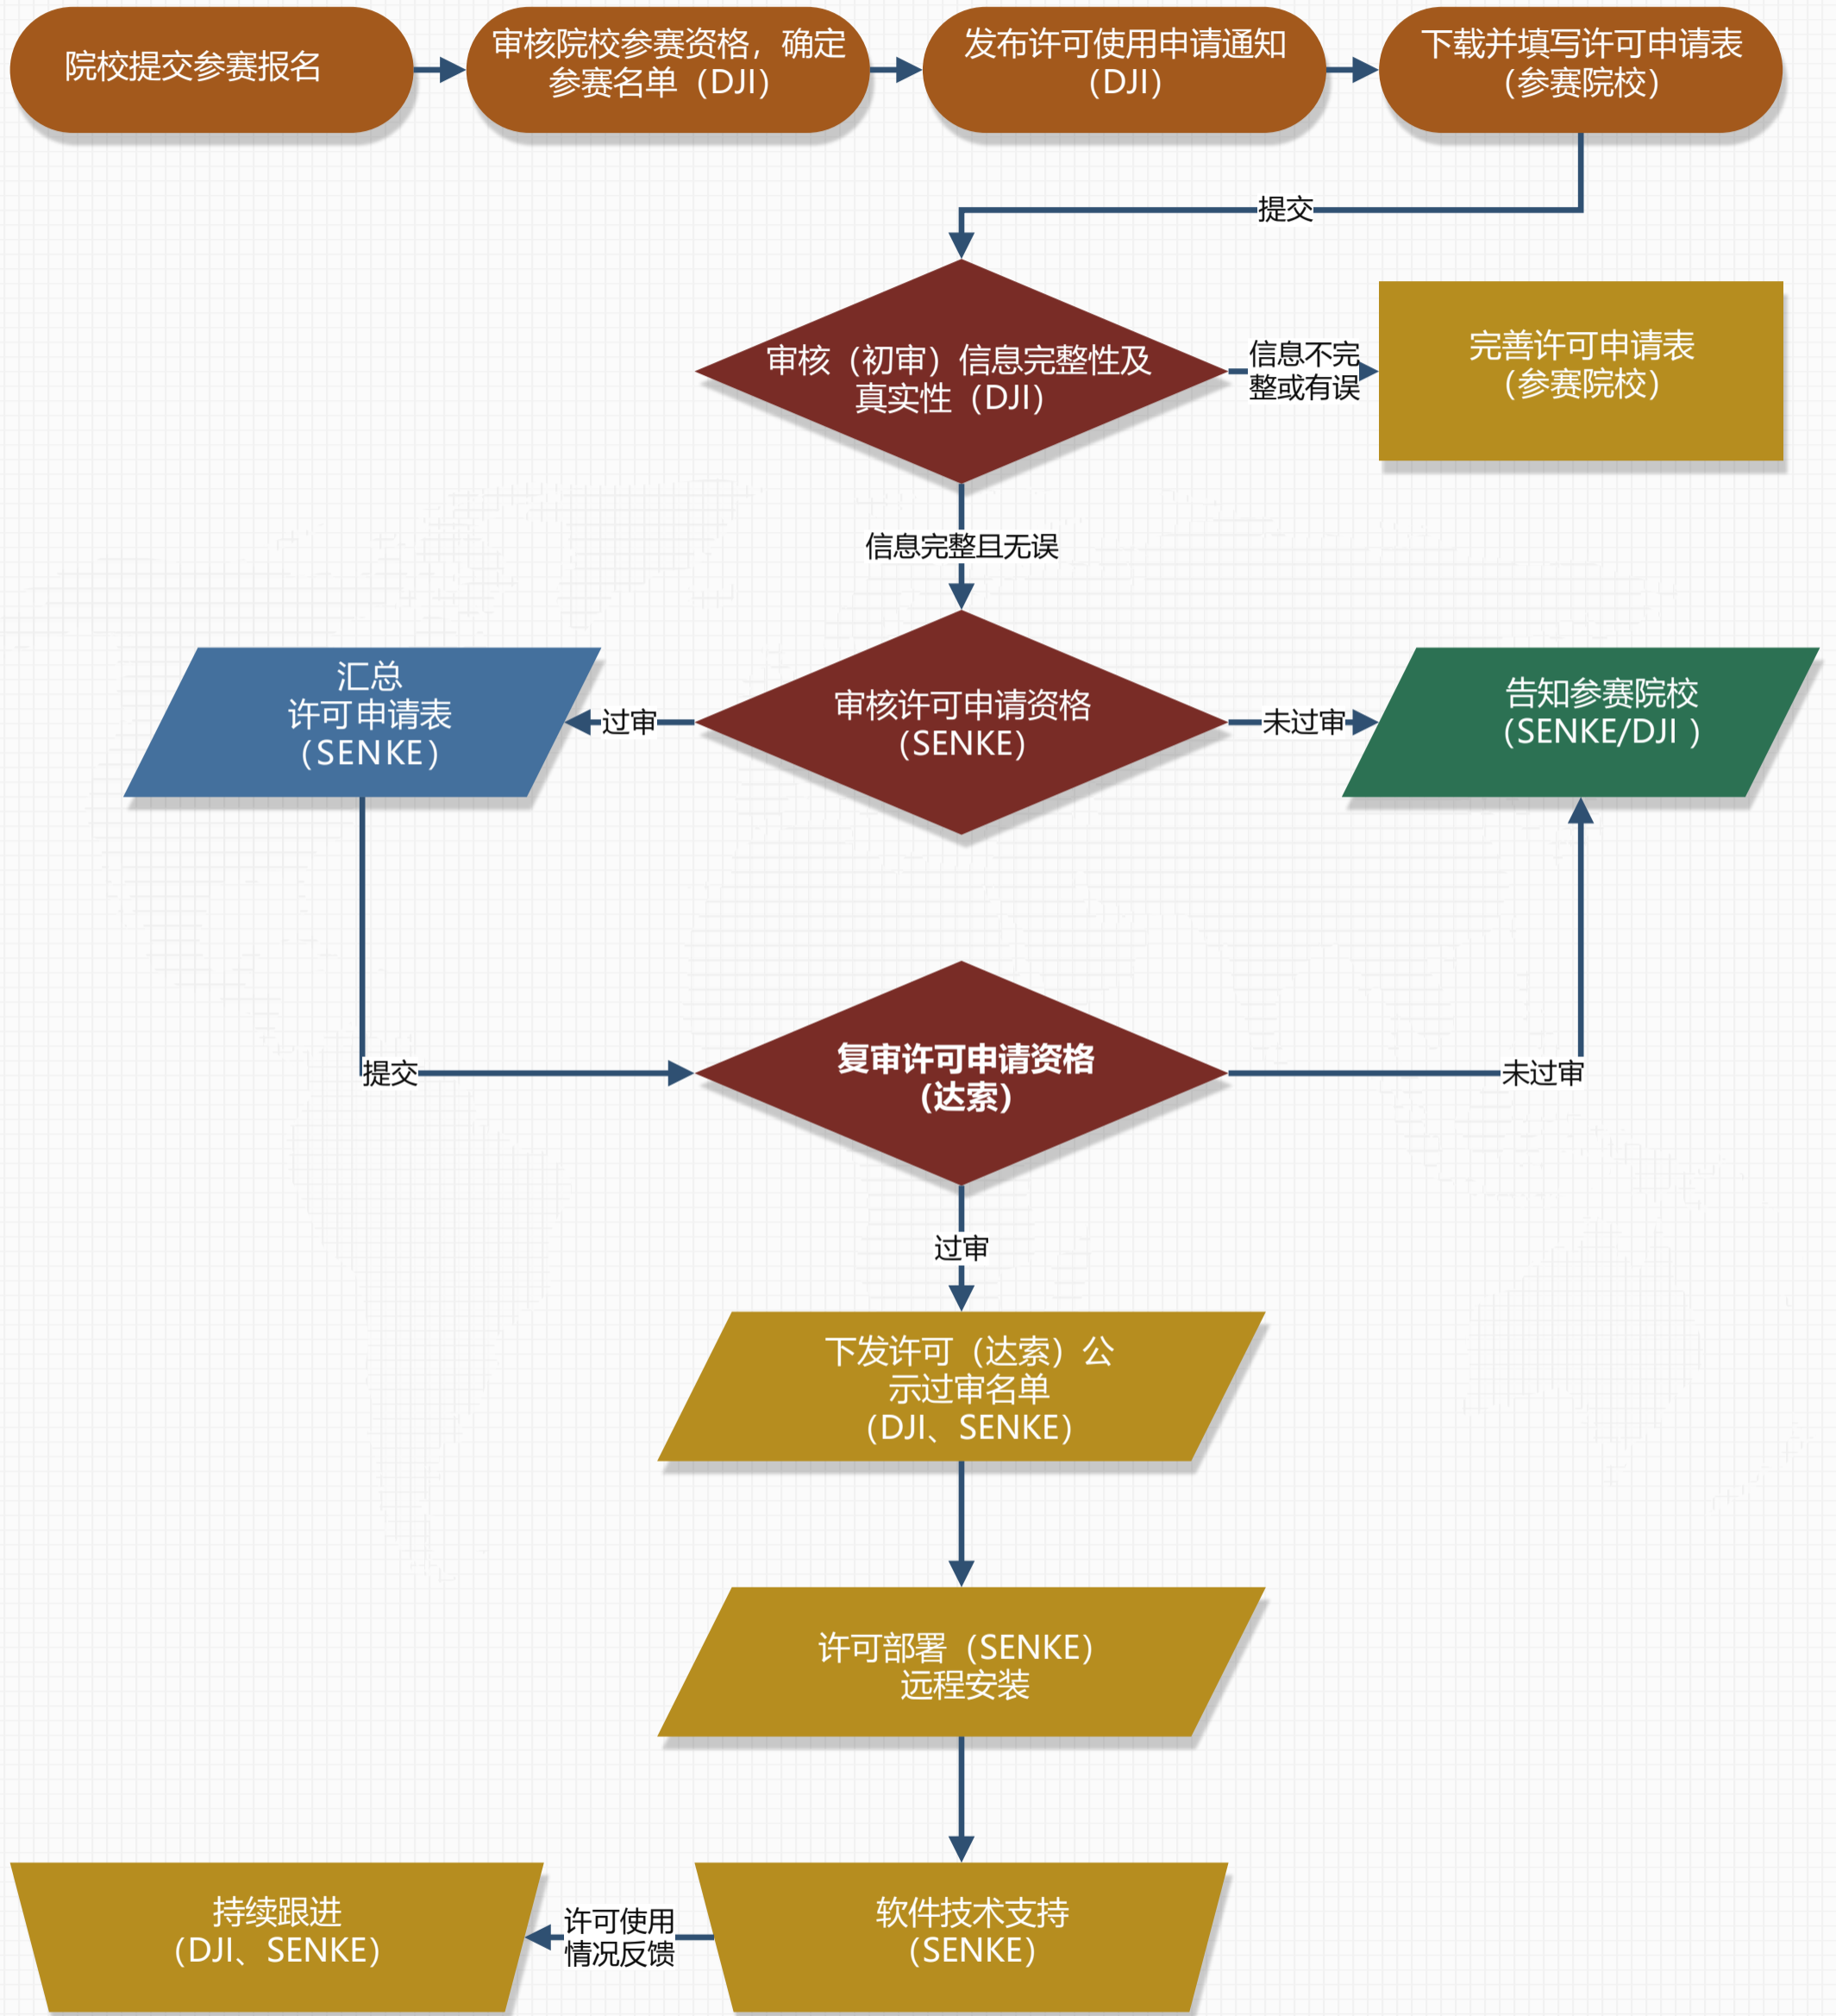 院校提交参赛报名
审核院校参赛资格，确定
参赛名单（DJI）
发布许可使用申请通知
（DJI）
下载并填写许可申请表
（参赛院校）
提交
审核（初审）信息完整性及
真实性（DJI）
信息不完
整或有误
完善许可申请表
（参赛院校）
信息完整且无误
汇总
许可申请表
（SENKE）
过审
审核许可申请资格
（SENKE）
未过审
告知参赛院校
（SENKE/DJI ）
提交
复审许可申请资格
（达索）
未过审
过审
下发许可（达索）公
示过审名单
（DJI、SENKE）
许可部署（SENKE）
远程安装
持续跟进
（DJI、SENKE）
许可使用
情况反馈
软件技术支持
（SENKE）